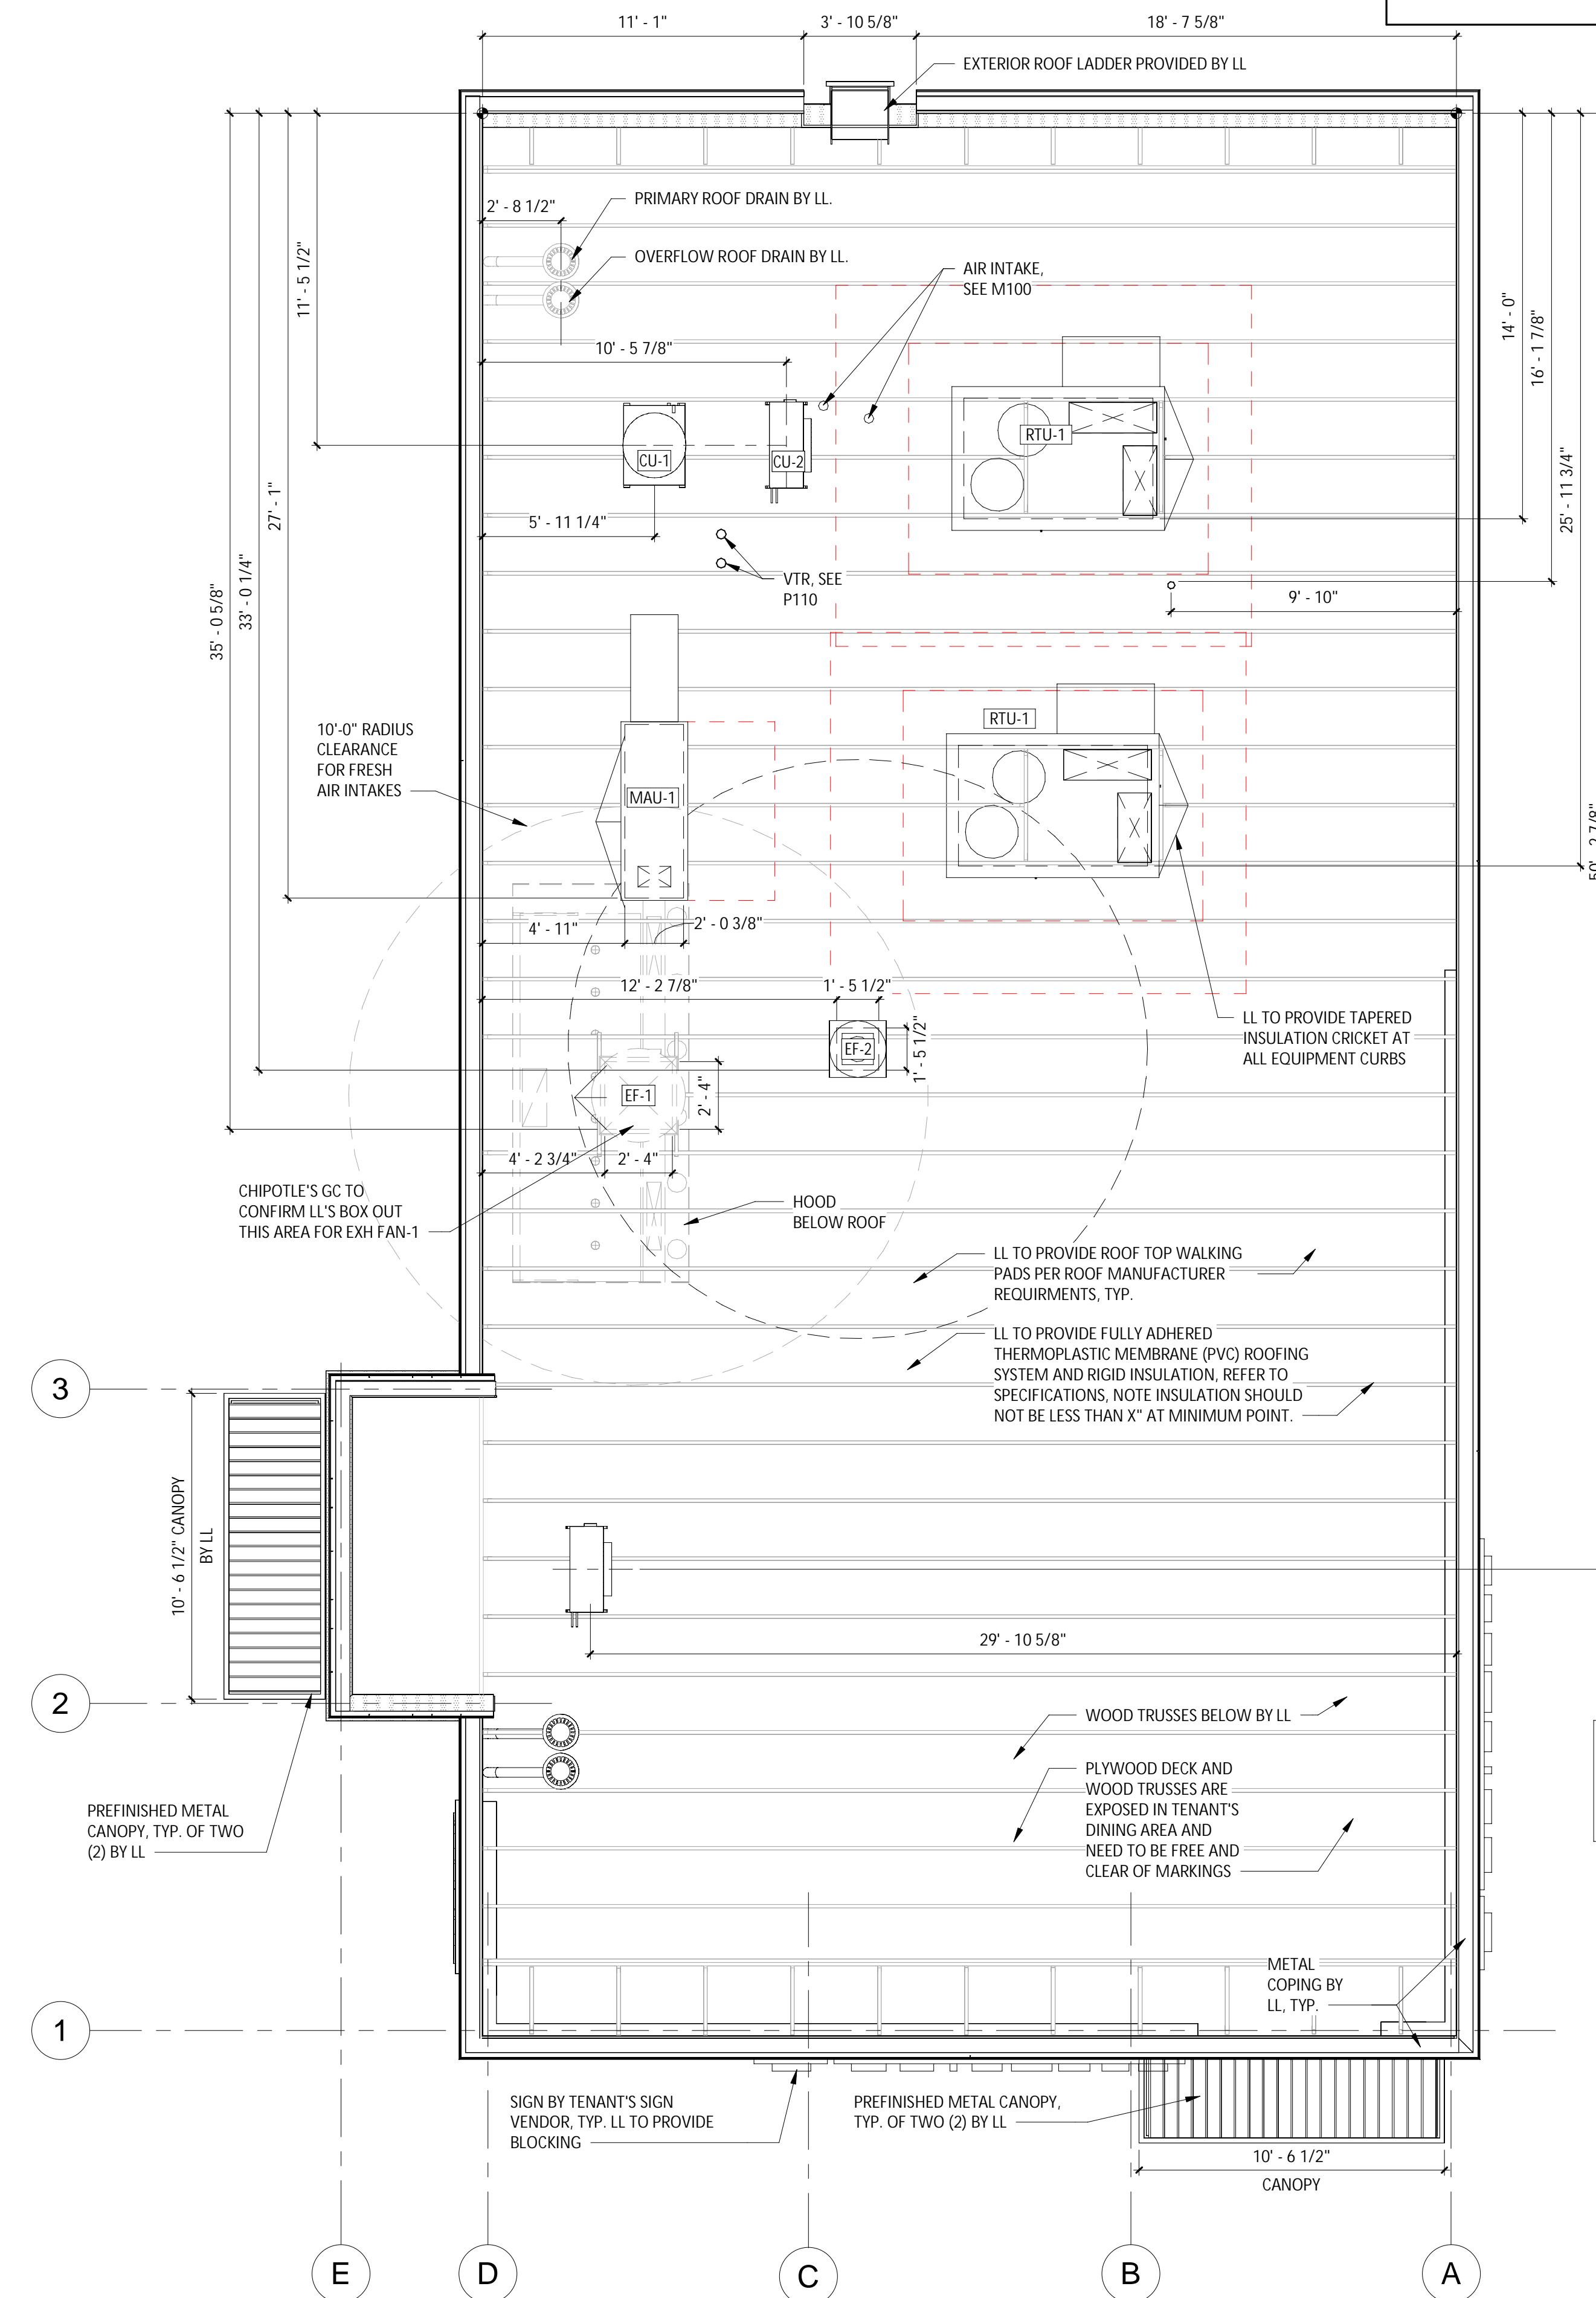 11' - 1"
3' - 10 5/8"
18' - 7 5/8"
EXTERIOR ROOF LADDER PROVIDED BY LL
2' - 8 1/2"
PRIMARY ROOF DRAIN BY LL.
OVERFLOW ROOF DRAIN BY LL.
AIR INTAKE,
SEE M100
11' - 5 1/2"
27' - 1"
33' - 0 1/4"
35' - 0 5/8"
14' - 0"
16' - 1 7/8"
25' - 11 3/4"
50' - 2 7/8"
10' - 5 7/8"
CU-1
CU-2
RTU-1
5' - 11 1/4"
VTR, SEE
P110
9' - 10"
10'-0" RADIUS
CLEARANCE
FOR FRESH
AIR INTAKES
MAU-1
RTU-1
4' - 11"
2' - 0 3/8"
12' - 2 7/8"
1' - 5 1/2"
EF-2
1' - 5 1/2"
LL TO PROVIDE TAPERED
INSULATION CRICKET AT
ALL EQUIPMENT CURBS
EF-1
2' - 4"
4' - 2 3/4"
2' - 4"
CHIPOTLE'S GC TO
CONFIRM LL'S BOX OUT
THIS AREA FOR EXH FAN-1
HOOD
BELOW ROOF
LL TO PROVIDE ROOF TOP WALKING
PADS PER ROOF MANUFACTURER
REQUIRMENTS, TYP.
LL TO PROVIDE FULLY ADHERED
THERMOPLASTIC MEMBRANE (PVC) ROOFING
SYSTEM AND RIGID INSULATION, REFER TO
SPECIFICATIONS, NOTE INSULATION SHOULD
NOT BE LESS THAN X" AT MINIMUM POINT.
3
10' - 6 1/2" CANOPY
BY LL
29' - 10 5/8"
2
WOOD TRUSSES BELOW BY LL
PLYWOOD DECK AND
WOOD TRUSSES ARE
EXPOSED IN TENANT'S
DINING AREA AND
NEED TO BE FREE AND
CLEAR OF MARKINGS
PREFINISHED METAL
CANOPY, TYP. OF TWO
(2) BY LL
METAL
COPING BY
LL, TYP.
1
SIGN BY TENANT'S SIGN
VENDOR, TYP. LL TO PROVIDE
BLOCKING
PREFINISHED METAL CANOPY,
TYP. OF TWO (2) BY LL
10' - 6 1/2"
CANOPY
E
D
C
B
A